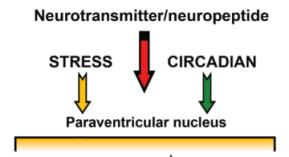 Neurotransmitter/neuropeptide
STRESS CIRCADIAN
Paraventricular nucleus